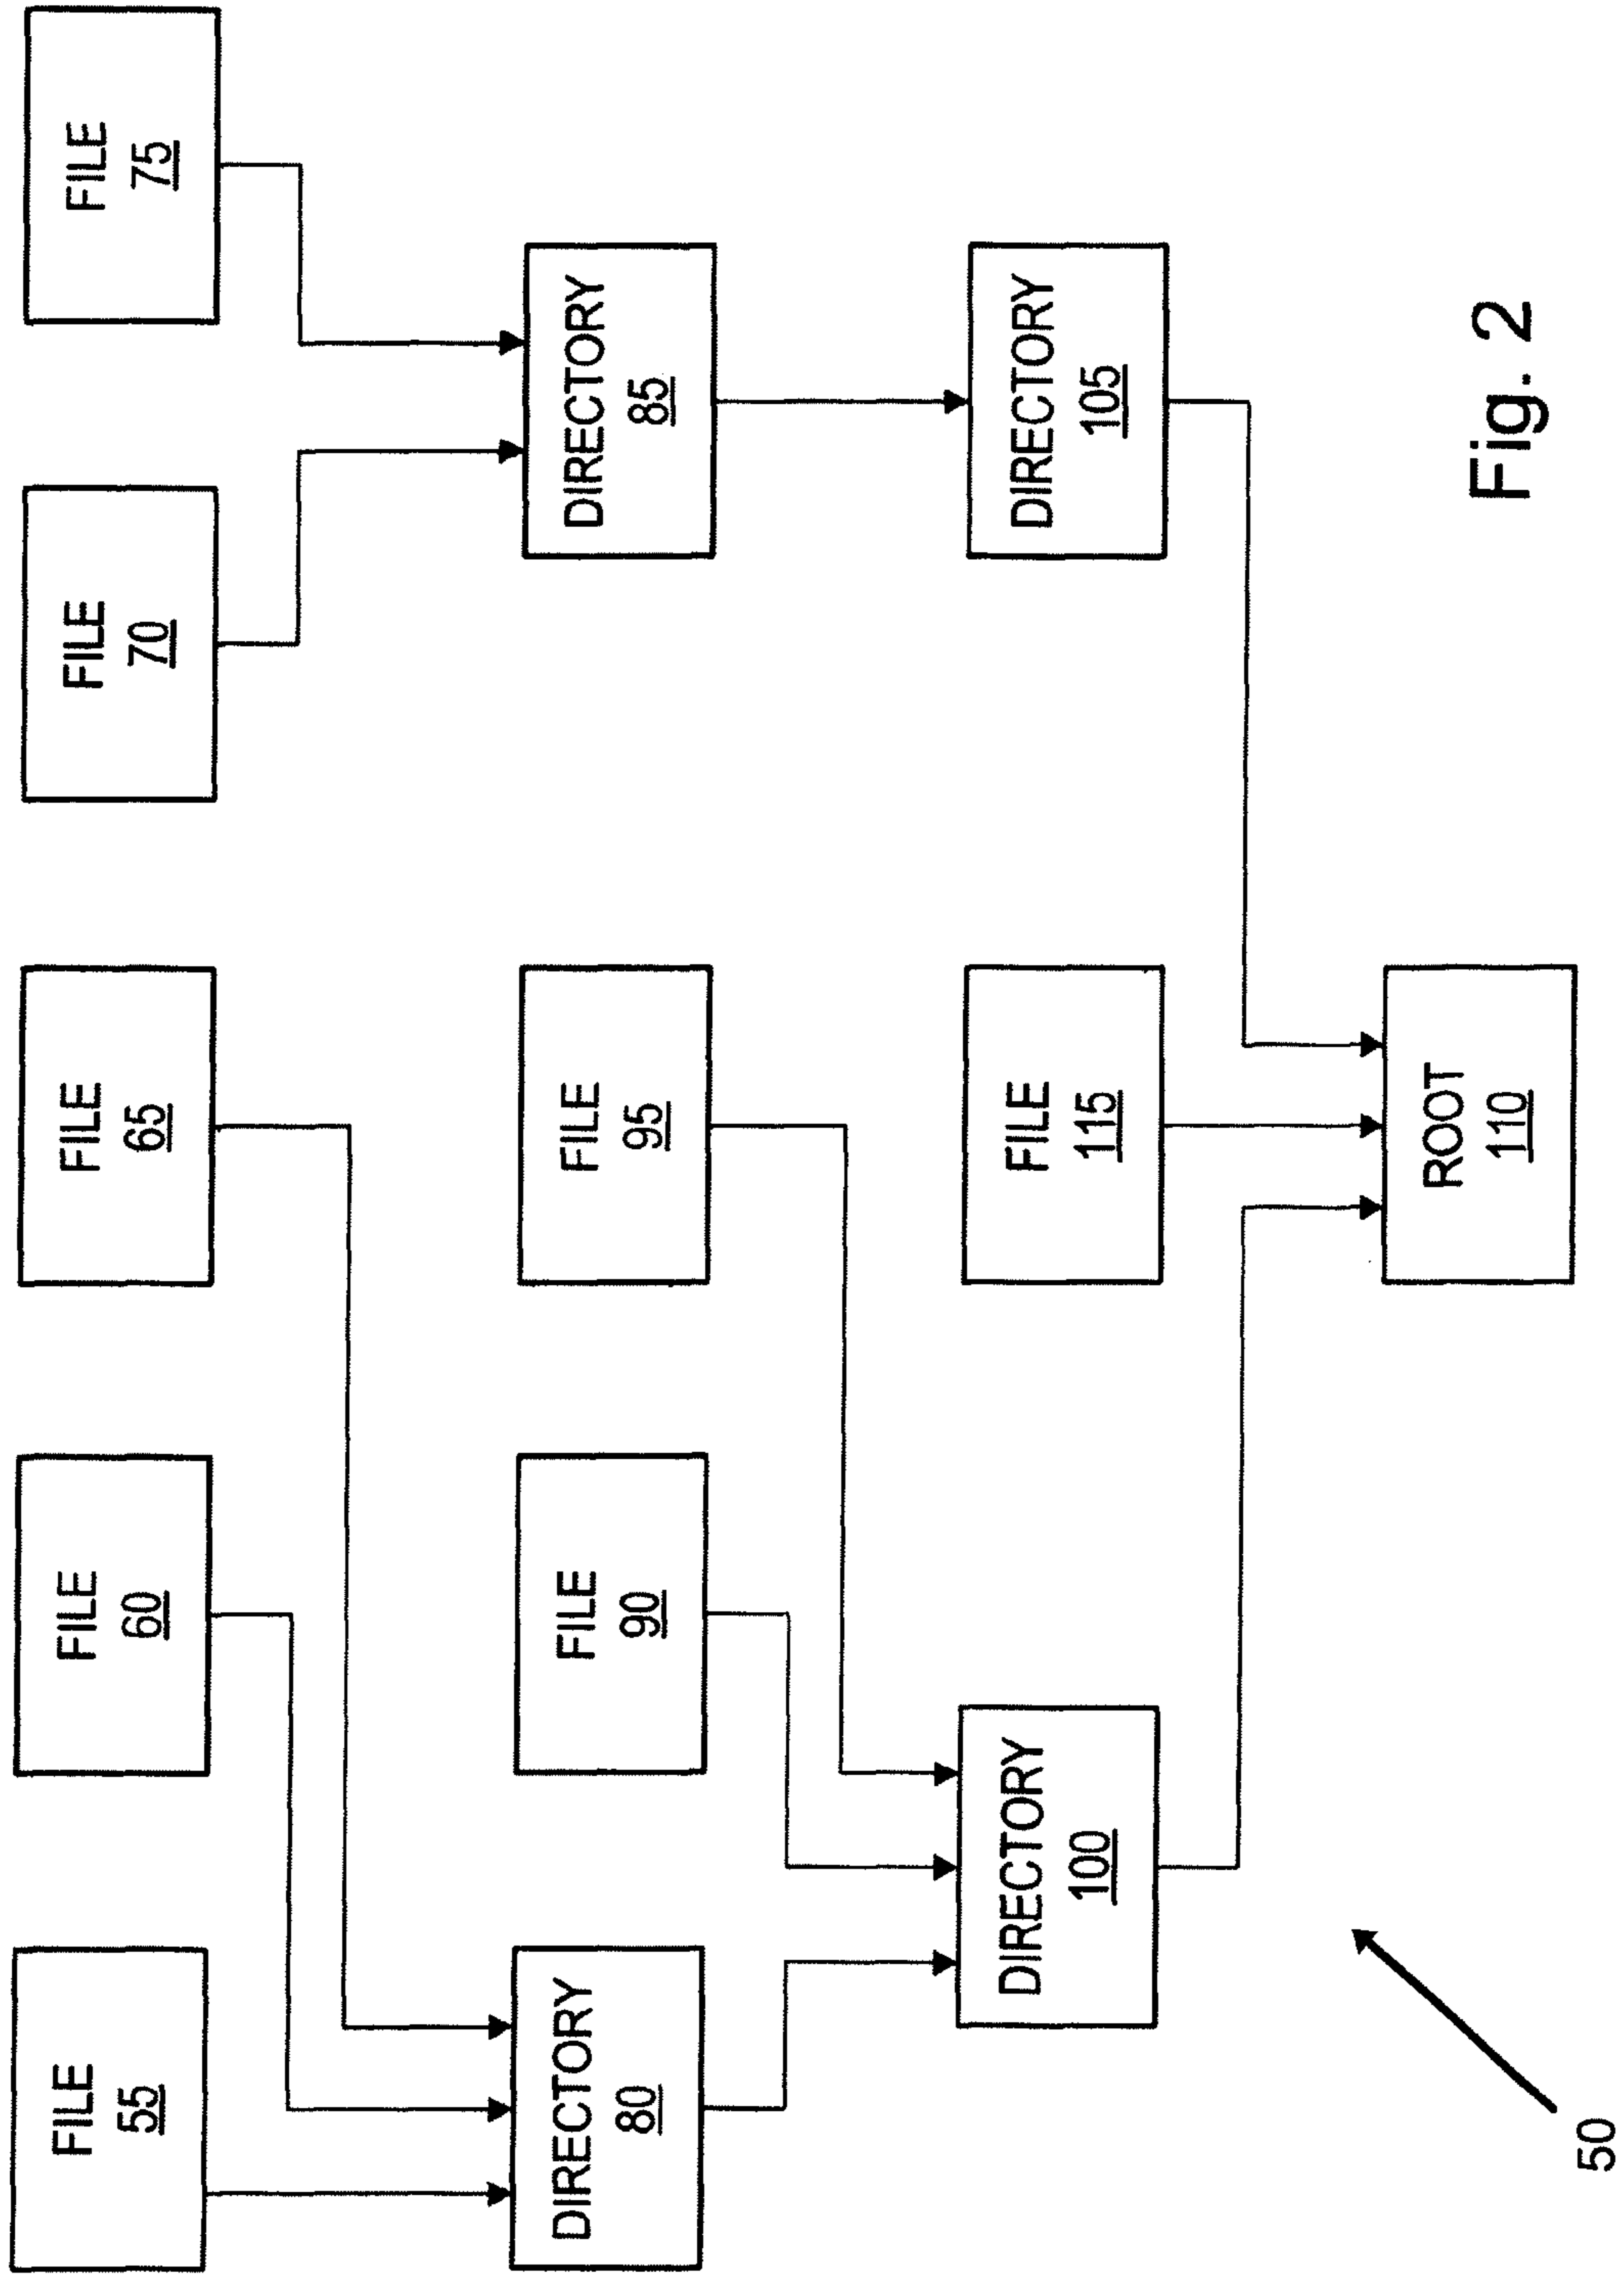 FILE
55
FILE
60
FILE
65
FILE
70
FILE
75
DIRECTORY
80
FILE
90
FILE
95
DIRECTORY
85
DIRECTORY
100
FILE
115
DIRECTORY
105
ROOT
110
50
Fig. 2